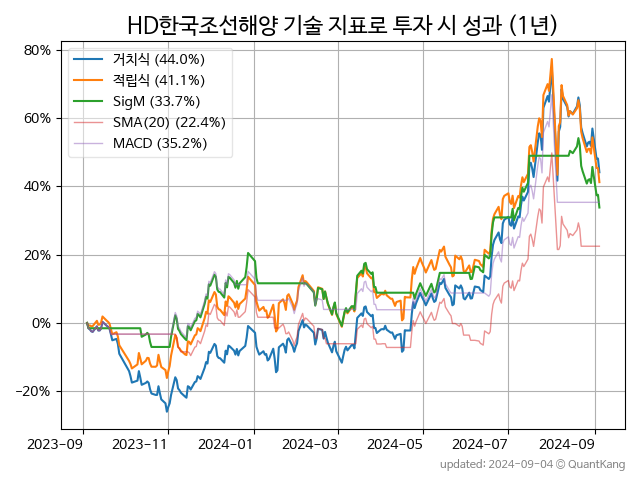 HD한국조선해양 기술 지표로 투자 시 성과 (1년)
80%
60%
40%
20%
0%
−20%
거치식 (44.0%)
적립식 (41.1%)
SigM (33.7%)
SMA(20) (22.4%)
MACD (35.2%)
2023-09
2023-11
2024-01
2024-03
2024-05
2024-07
2024-09
updated: 2024-09-04 © QuantKang